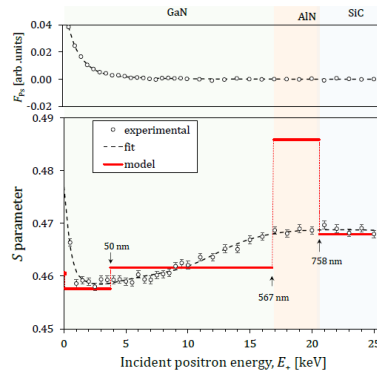 GaN AlN SiC
0.04
0.02
0.00
-0.02
F_Ps [arb.units]
0.49
0.48
0.47
0.46
0.45
S parameter
experimental
fit
model
50 nm
567 nm
758 nm
0 5 10 15 20 25
Incident positron energy, E₊ [keV]